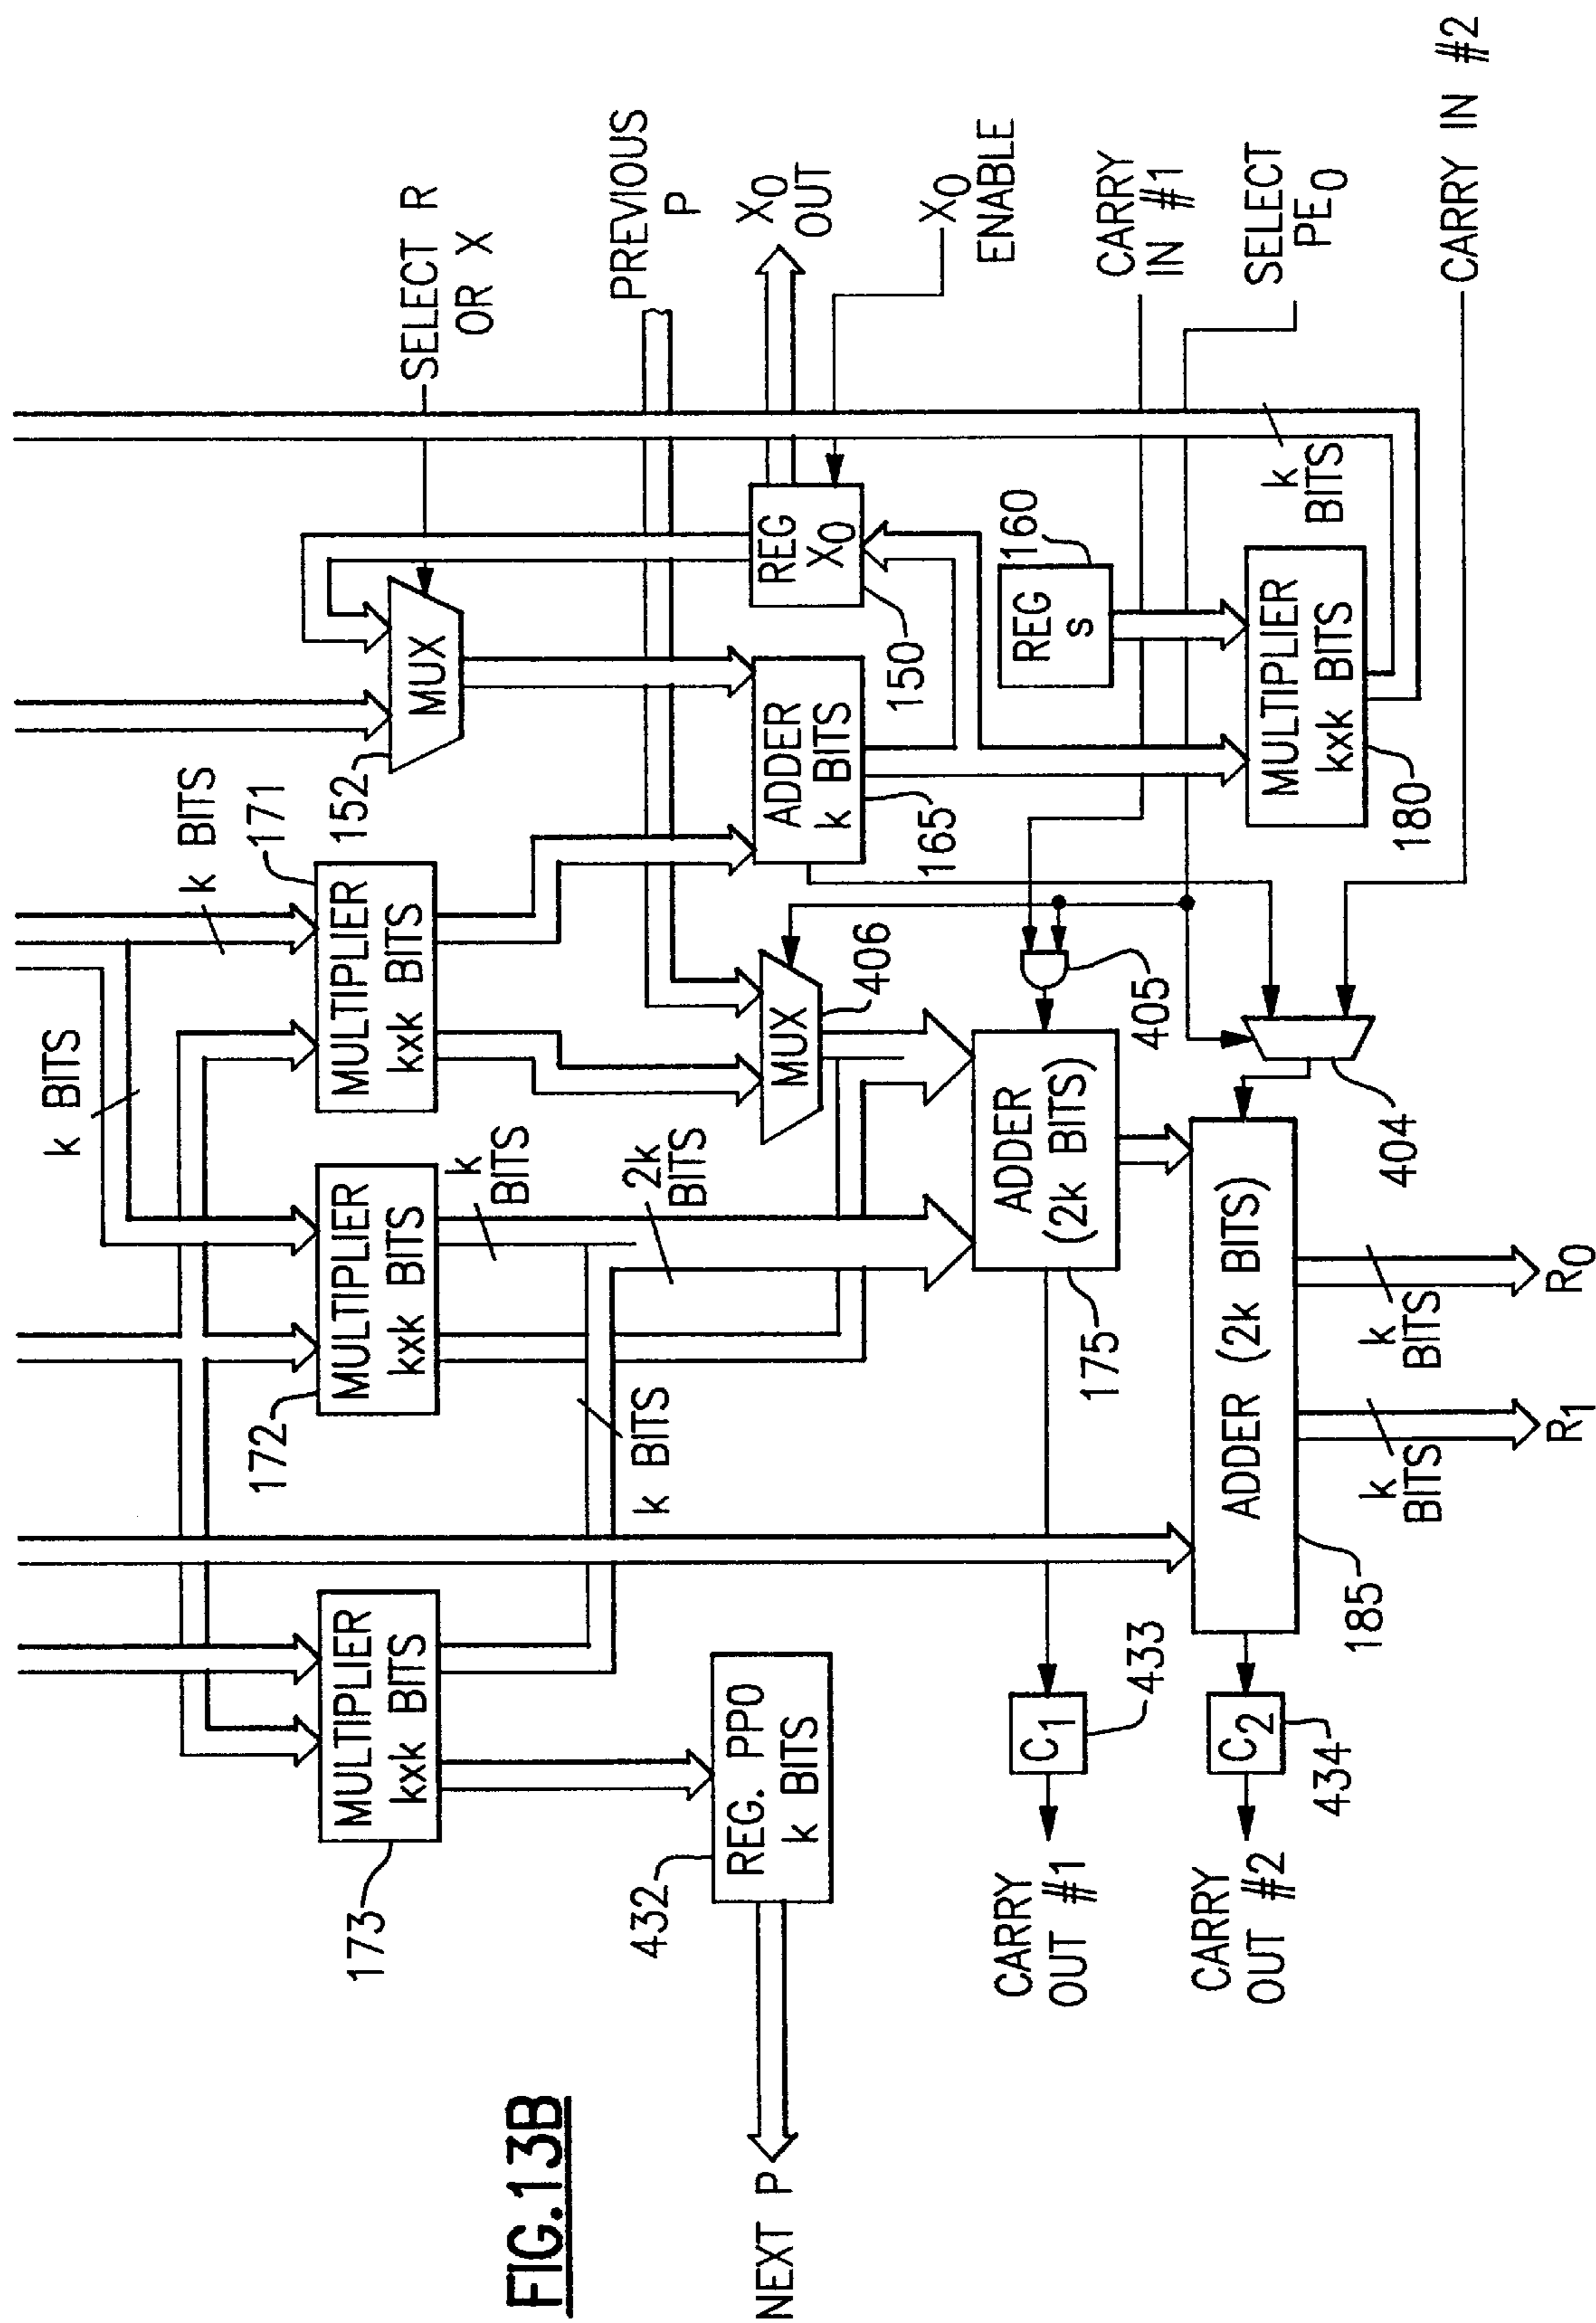 FIG.13B
k BITS
k BITS
171
152
SELECT R
OR X
MULTIPLIER
kxk BITS
173
MULTIPLIER
kxk BITS
172
MULTIPLIER
kxk BITS
MUX
PREVIOUS
P
k
BITS
2k
BITS
k BITS
432
REG. PP0
k BITS
NEXT P
MUX
406
ADDER
k BITS
165
REG
X0
150
X0
OUT
X0
ENABLE
ADDER
(2k BITS)
175
405
REG
s
160
CARRY
IN #1
C1
433
CARRY
OUT #1
ADDER (2k BITS)
185
404
MULTIPLIER
kxk BITS
180
k
BITS
SELECT
PE0
C2
434
CARRY
OUT #2
CARRY IN #2
k
BITS
k
BITS
R1
R0